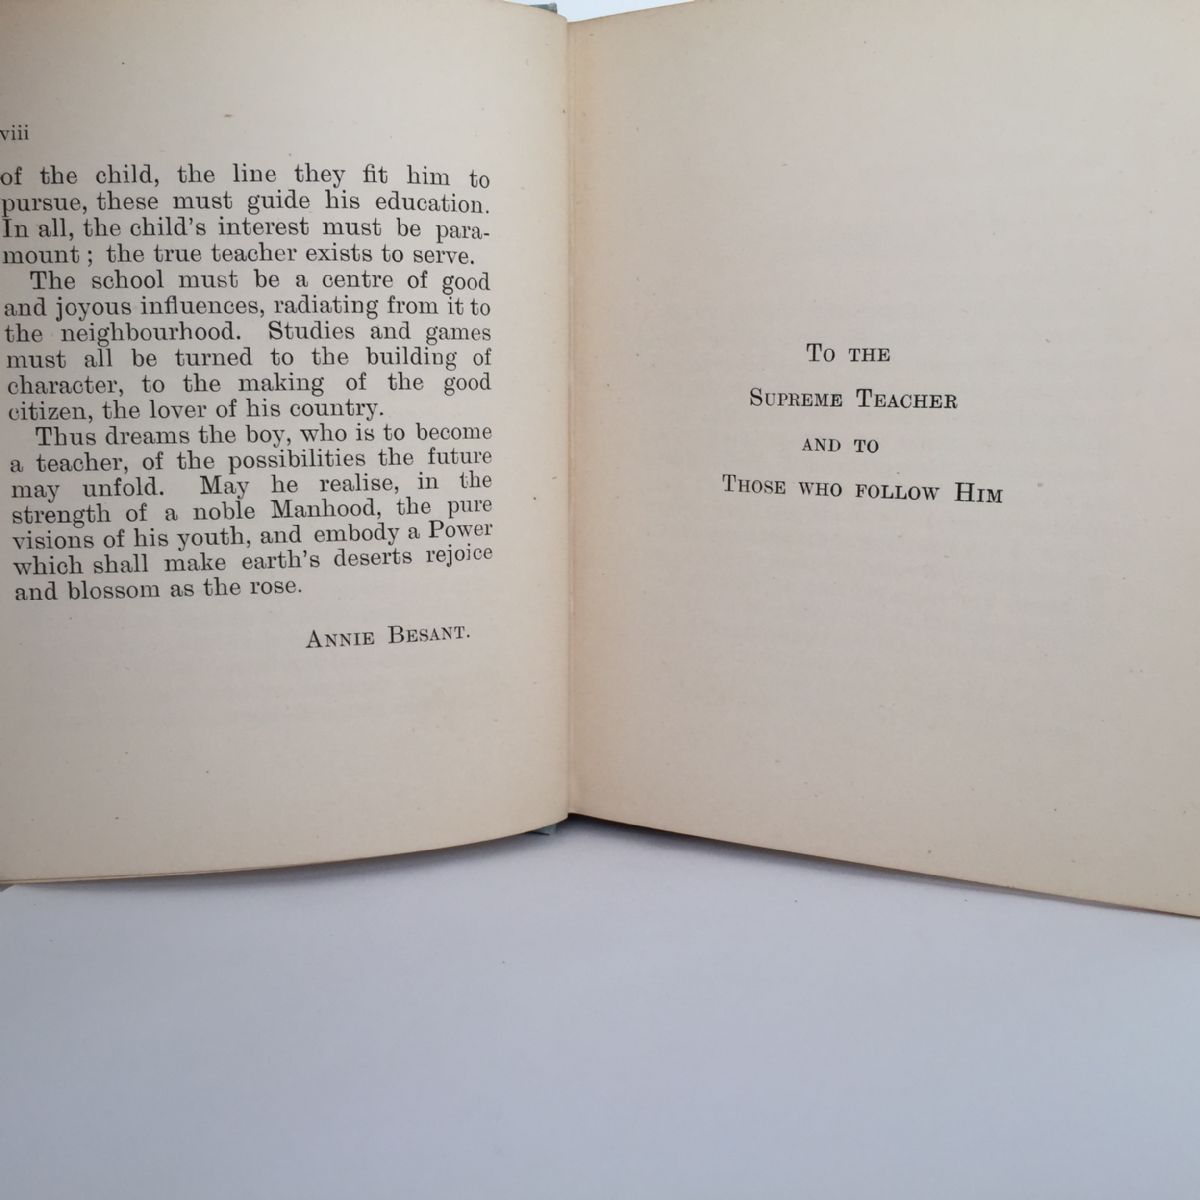 viii
of the child, the line they fit him to
pursue, these must guide his education.
In all, the child's interest must be para-
mount ; the true teacher exists to serve.
The school must be a centre of good
and joyous influences, radiating from it to
the neighbourhood. Studies and games
must all be turned to the building of
character, to the making of the good
citizen, the lover of his country.
Thus dreams the boy, who is to become
a teacher, of the possibilities the future
may unfold. May he realise, in the
strength of a noble Manhood, the pure
visions of his youth, and embody a Power
which shall make earth's deserts rejoice
and blossom as the rose.
ANNIE BESANT.
TO THE
SUPREME TEACHER
AND TO
THOSE WHO FOLLOW HIM